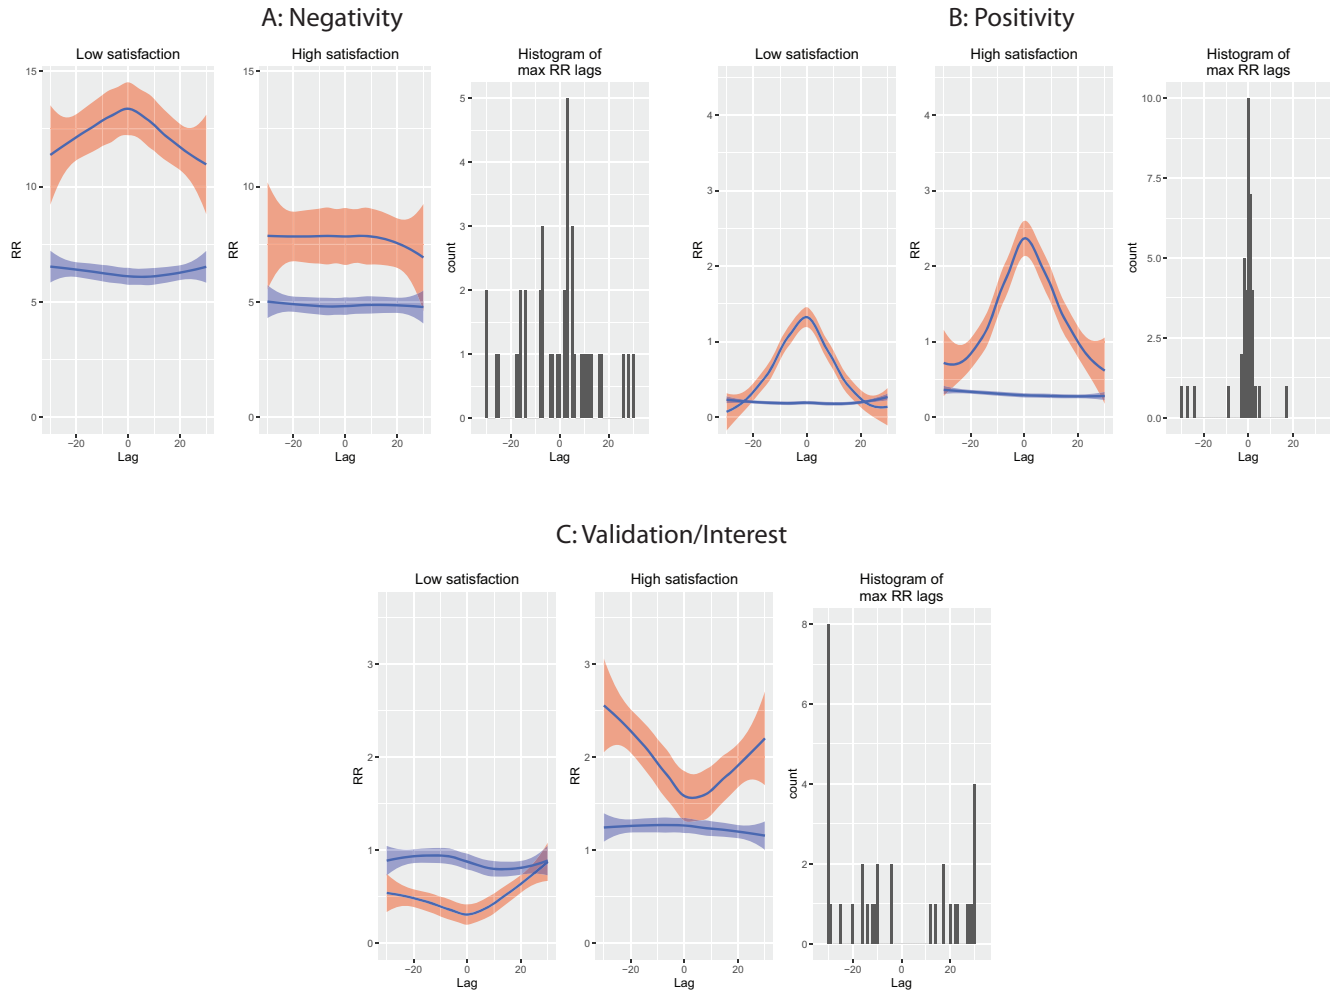 A: Negativity
Low satisfaction
High satisfaction
Histogram of
max RR lags
15
10
5
0
RR
−20
0
20
Lag
15
10
5
0
RR
−20
0
20
Lag
5
4
3
2
1
0
count
−20
0
20
Lag
B: Positivity
Low satisfaction
High satisfaction
Histogram of
max RR lags
4
3
2
1
0
RR
−20
0
20
Lag
4
3
2
1
0
RR
−20
0
20
Lag
10.0
7.5
5.0
2.5
0.0
count
−20
0
20
Lag
C: Validation/Interest
Low satisfaction
High satisfaction
Histogram of
max RR lags
3
2
1
0
RR
−20
0
20
Lag
3
2
1
0
RR
−20
0
20
Lag
8
6
4
2
0
count
−20
0
20
Lag